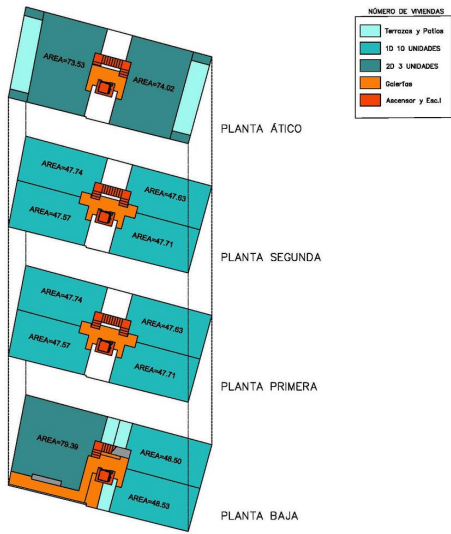 NÚMERO DE VIVIENDAS
Terrazas y Patios
1D 10 UNIDADES
2D 3 UNIDADES
Galerías
Ascensor y Esc.I
AREA=73.53
AREA=74.02
PLANTA ÁTICO
AREA=47.74
AREA=47.63
AREA=47.57
AREA=47.71
PLANTA SEGUNDA
AREA=47.74
AREA=47.63
AREA=47.57
AREA=47.71
PLANTA PRIMERA
AREA=79.39
AREA=48.50
AREA=48.53
PLANTA BAJA